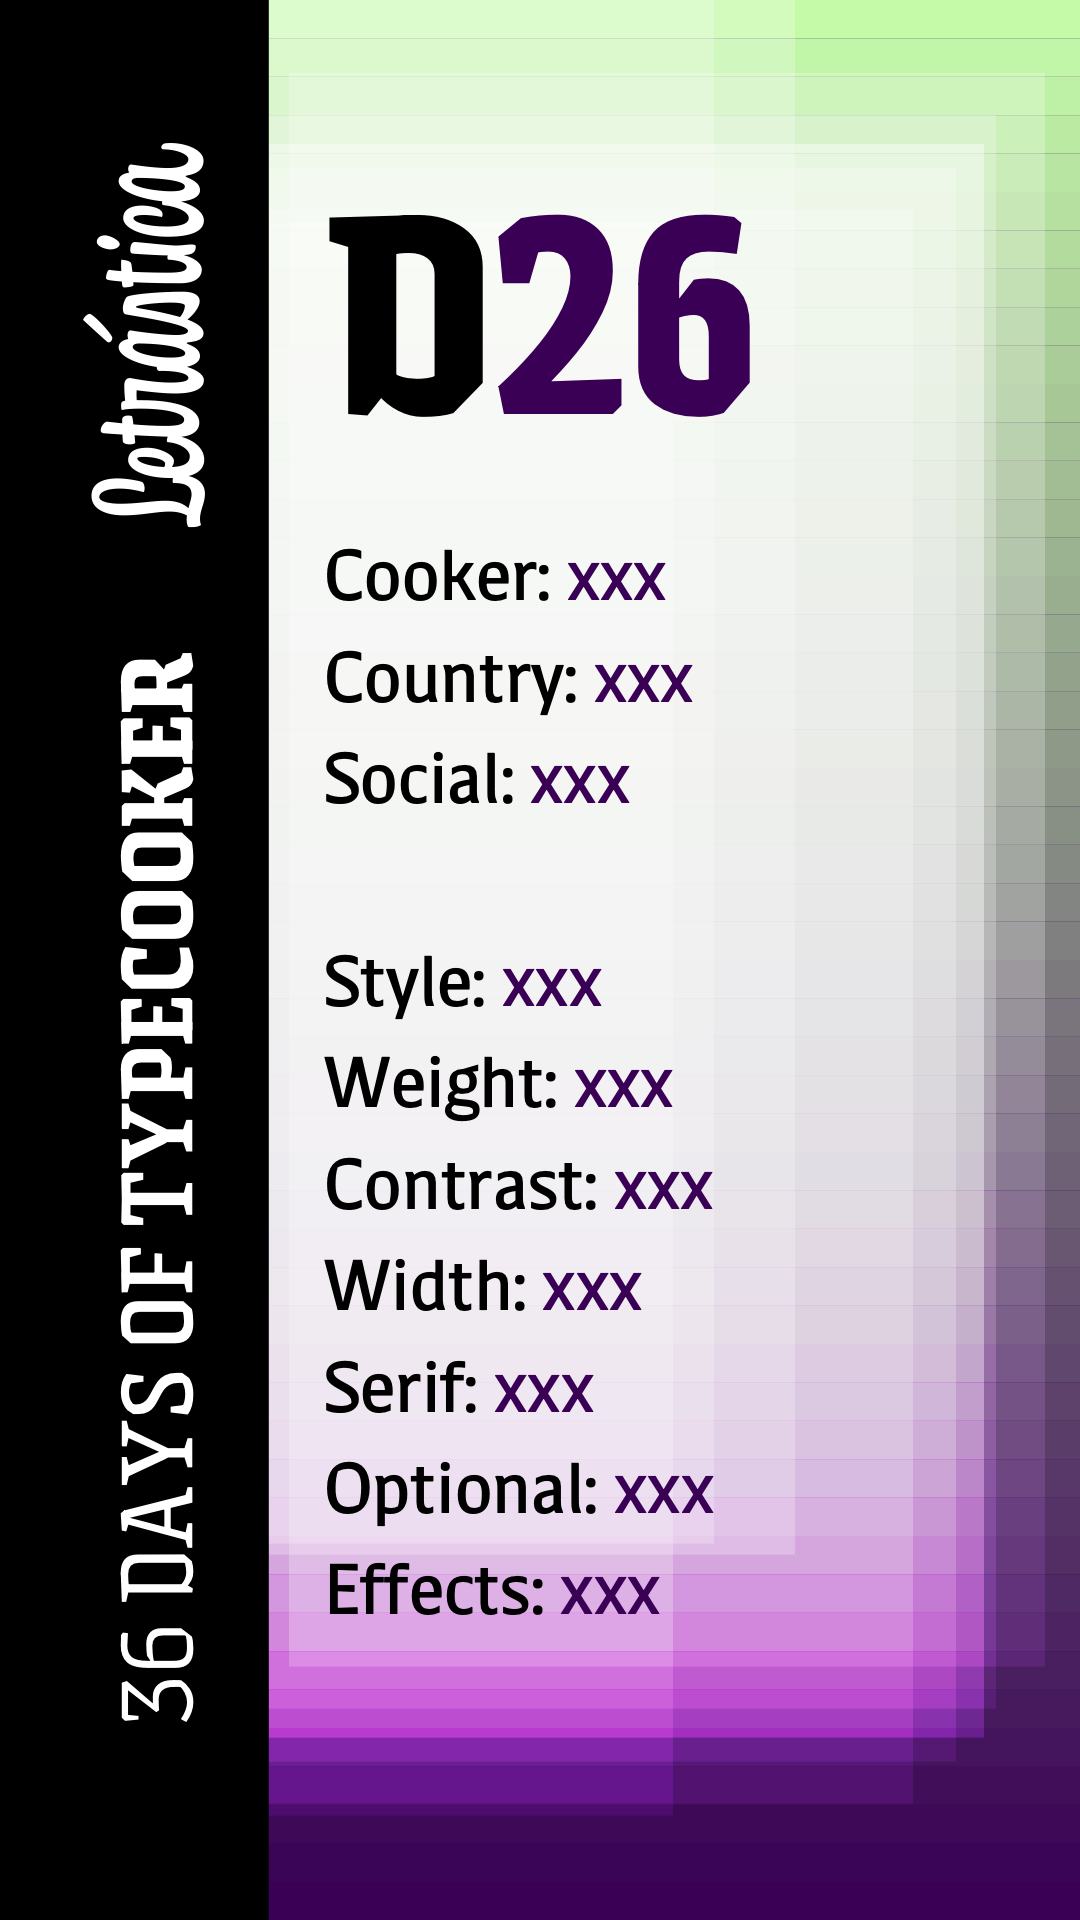 Letrástica
36 DAYS OF TYPECOOKER
D26
Cooker: xxx
Country: xxx
Social: xxx
Style: xxx
Weight: xxx
Contrast: xxx
Width: xxx
Serif: xxx
Optional: xxx
Effects: xxx